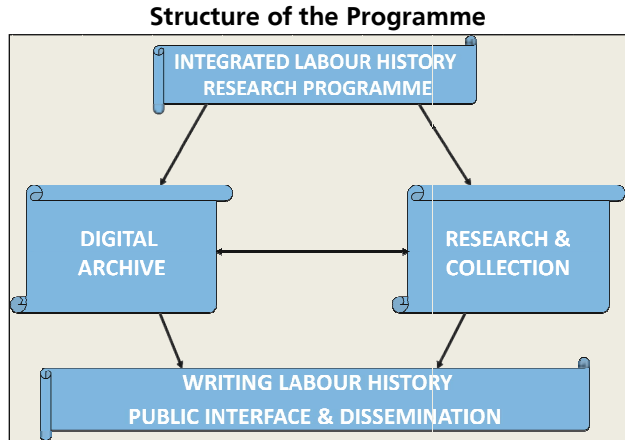 Structure of the Programme
INTEGRATED LABOUR HISTORY
RESEARCH PROGRAMME
DIGITAL
ARCHIVE
RESEARCH &
COLLECTION
WRITING LABOUR HISTORY
PUBLIC INTERFACE & DISSEMINATION